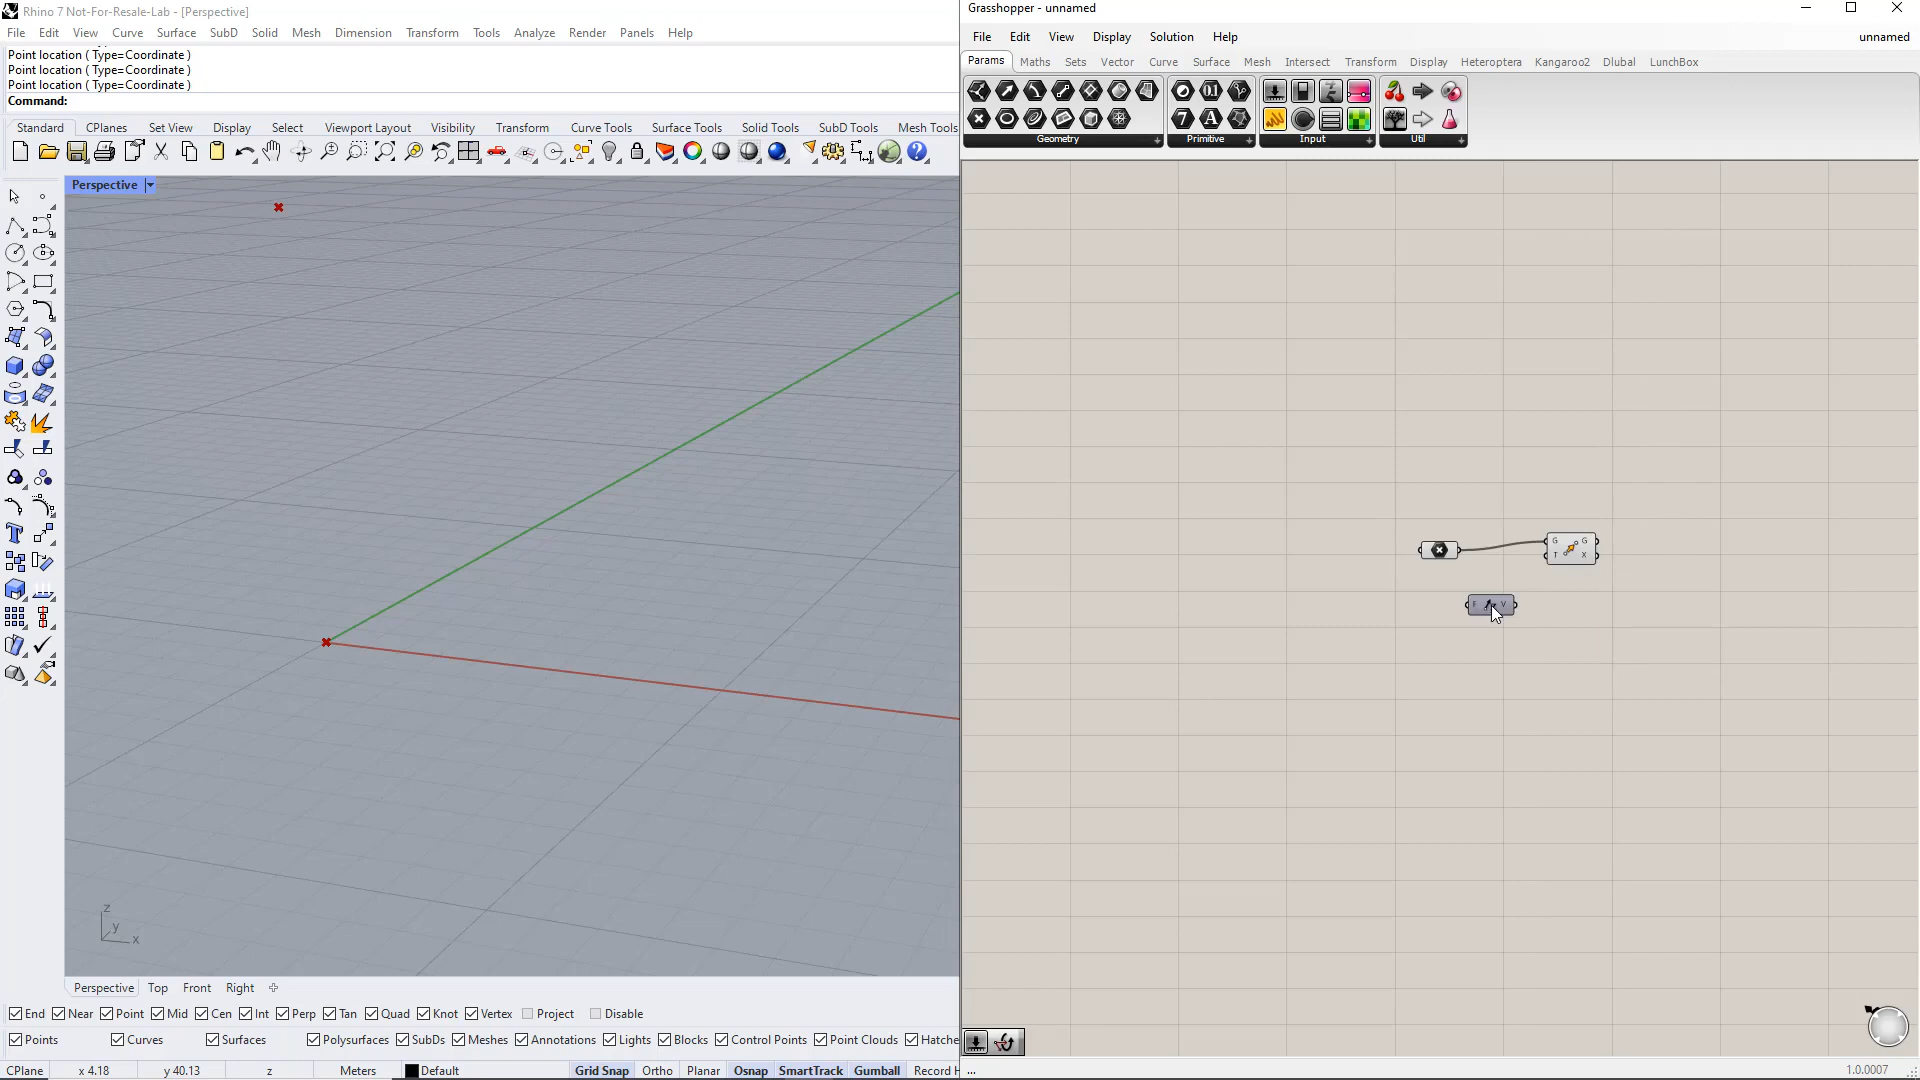 Rhino 7 Not-For-Resale-Lab - [Perspective]
File Edit View Curve Surface SubD Solid Mesh Dimension Transform Tools Analyze Render Panels Help
Point location ( Type=Coordinate )
Point location ( Type=Coordinate )
Point location ( Type=Coordinate )
Command:
Standard CPlanes Set View Display Select Viewport Layout Visibility Transform Curve Tools Surface Tools Solid Tools SubD Tools Mesh Tools
Perspective
z
y
x
Perspective Top Front Right
End Near Point Mid Cen Int Perp Tan Quad Knot Vertex Project Disable
Points Curves Surfaces Polysurfaces SubDs Meshes Annotations Lights Blocks Control Points Point Clouds Hatche
CPlane x 4.18 y 40.13 z Meters Default Grid Snap Ortho Planar Osnap SmartTrack Gumball Record H
Grasshopper - unnamed
File Edit View Display Solution Help unnamed
Params Maths Sets Vector Curve Surface Mesh Intersect Transform Display Heteroptera Kangaroo2 Dlubal LunchBox
Geometry Primitive Input Util
G G
T X
F V
... 1.0.0007